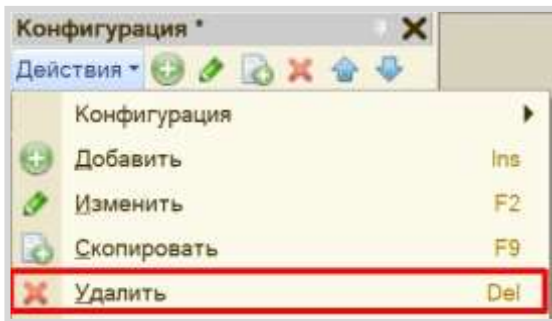 Конфигурация *
Действия
Конфигурация
Добавить Ins
Изменить F2
Скопировать F9
Удалить Del